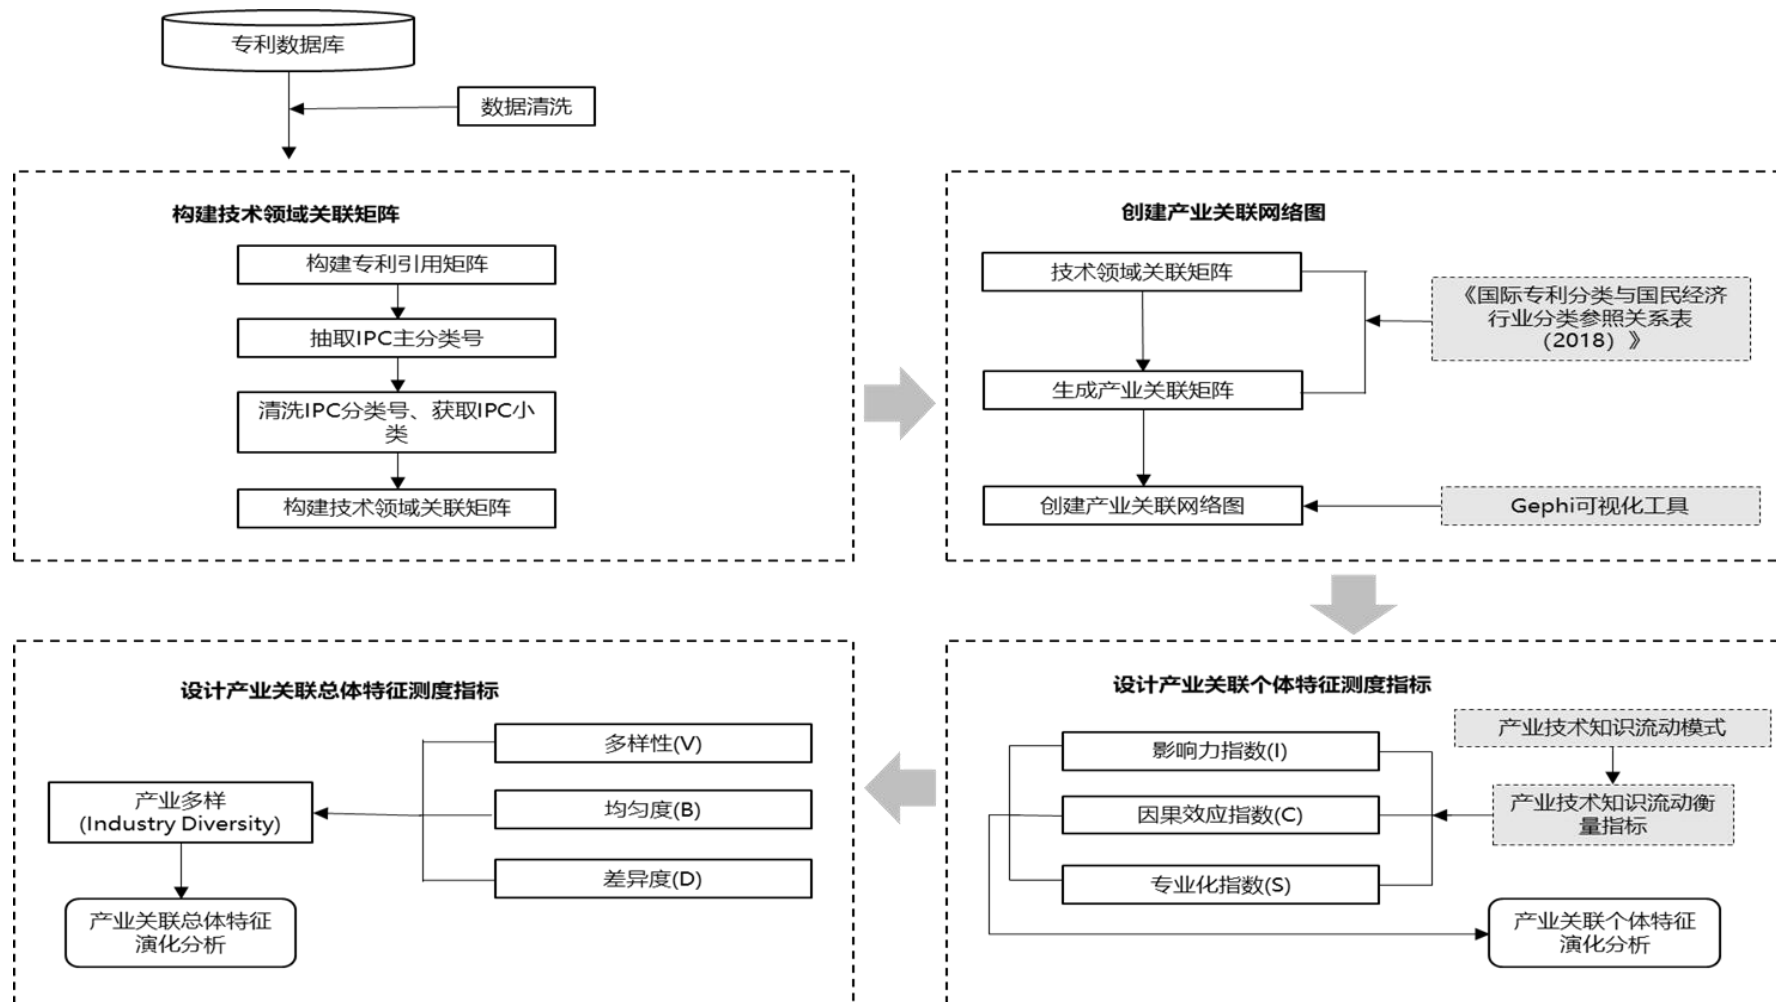 专利数据库
数据清洗
构建技术领域关联矩阵
构建专利引用矩阵
抽取IPC主分类号
清洗IPC分类号、获取IPC小
类
构建技术领域关联矩阵
创建产业关联网络图
技术领域关联矩阵
《国际专利分类与国民经济
行业分类参照关系表
（2018）》
生成产业关联矩阵
创建产业关联网络图
Gephi可视化工具
设计产业关联个体特征测度指标
产业技术知识流动模式
影响力指数(I)
产业技术知识流动衡
量指标
因果效应指数(C)
专业化指数(S)
产业关联个体特征
演化分析
设计产业关联总体特征测度指标
多样性(V)
产业多样
(Industry Diversity)
均匀度(B)
差异度(D)
产业关联总体特征
演化分析